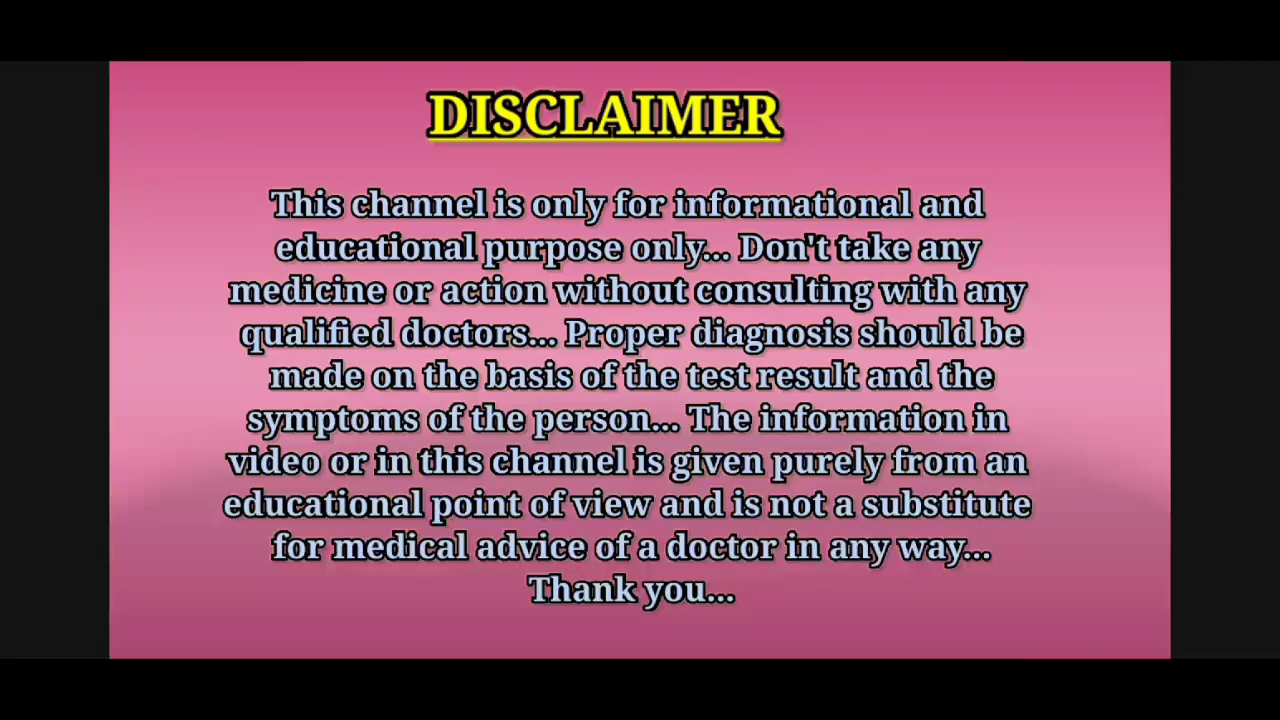 DISCLAIMER
This channel is only for informational and
educational purpose only... Don't take any
medicine or action without consulting with any
qualified doctors... Proper diagnosis should be
made on the basis of the test result and the
symptoms of the person... The information in
video or in this channel is given purely from an
educational point of view and is not a substitute
for medical advice of a doctor in any way...
Thank you...